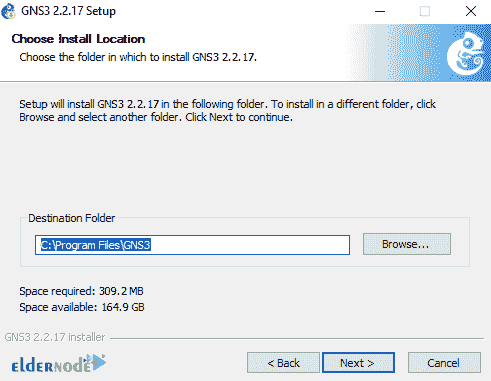 GNS3 2.2.17 Setup
Choose Install Location
Choose the folder in which to install GNS3 2.2.17.
Setup will install GNS3 2.2.17 in the following folder. To install in a different folder, click
Browse and select another folder. Click Next to continue.
Destination Folder
C:\Program Files\GNS3
Browse...
Space required: 309.2 MB
Space available: 164.9 GB
GNS3 2.2.17 installer
ELDERNODE
< Back
Next >
Cancel